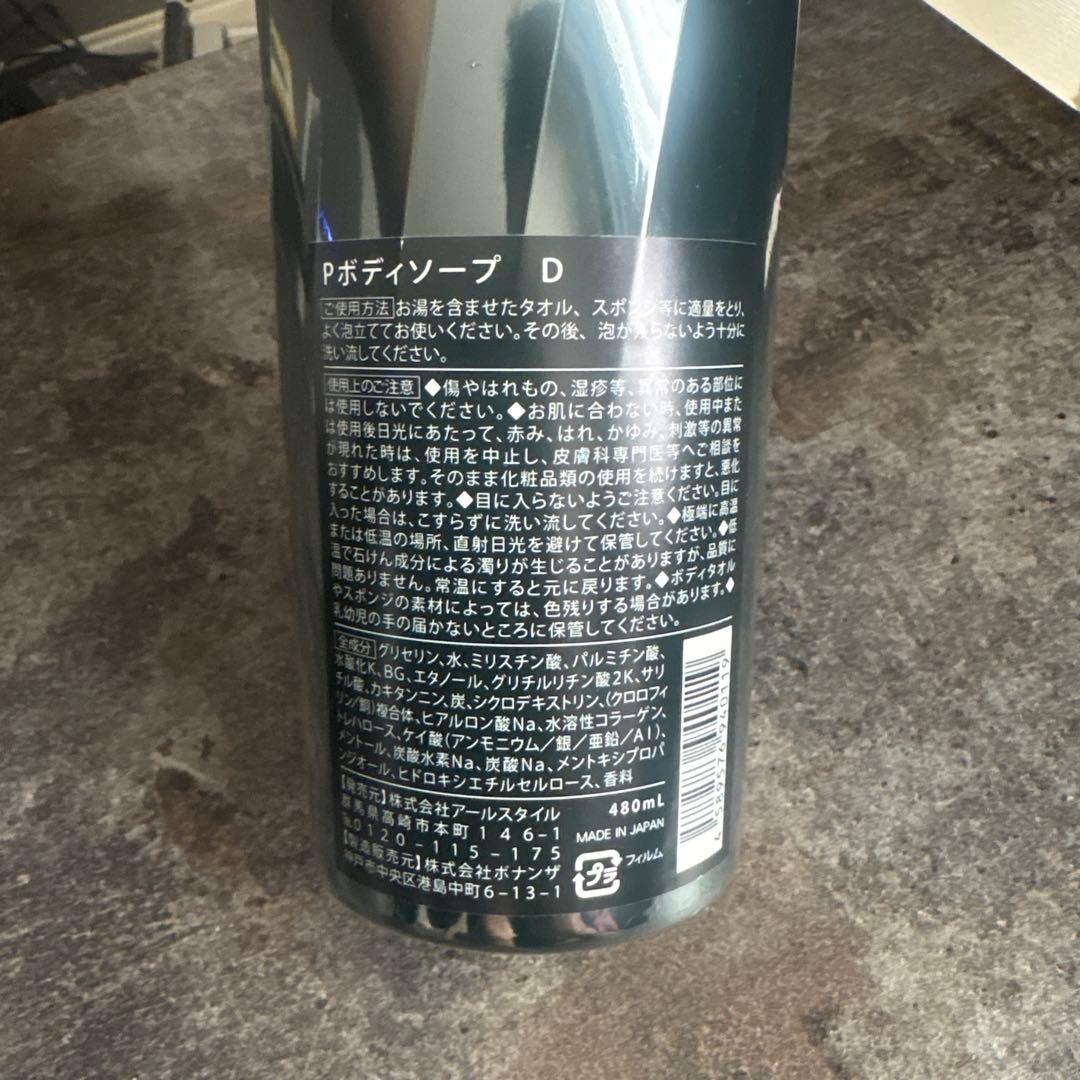 Pボディソープ D
ご使用方法 お湯を含ませたタオル、スポンジ等に適量をとり、
よく泡立ててお使いください。その後、泡が残らないよう十分に
洗い流してください。
使用上のご注意 ◆傷やはれもの、湿疹等、異常のある部位に
は使用しないでください。◆お肌に合わない時、使用中また
は使用後日光にあたって、赤み、はれ、かゆみ、刺激等の異常
が現れた時は、使用を中止し、皮膚科専門医等へご相談を
おすすめします。そのまま化粧品類の使用を続けますと、悪化
することがあります。◆目に入らないようご注意ください。目に
入った場合は、こすらずに洗い流してください。◆極端に高温
または低温の場所、直射日光を避けて保管してください。◆低
温で石けん成分による濁りが生じることがありますが、品質に
問題ありません。常温にすると元に戻ります。◆ボディタオル
やスポンジの素材によっては、色残りする場合があります。◆
乳幼児の手の届かないところに保管してください。
全成分 グリセリン、水、ミリスチン酸、パルミチン酸、
水酸化K、BG、エタノール、グリチルリチン酸2K、サリ
チル酸、カキタンニン、炭、シクロデキストリン、(クロロフィ
リン/銅)複合体、ヒアルロン酸Na、水溶性コラーゲン、
トレハロース、ケイ酸(アンモニウム/銀/亜鉛/Al)、
メントール、炭酸水素Na、炭酸Na、メントキシプロパ
ンジオール、ヒドロキシエチルセルロース、香料
【発売元】株式会社アールスタイル
群馬県高崎市本町146-1
0120-115-175
【製造販売元】株式会社ボナンザ
神戸市中央区港島中町6-13-1
480mL
MADE IN JAPAN
プラ フィルム
4 589576 940119